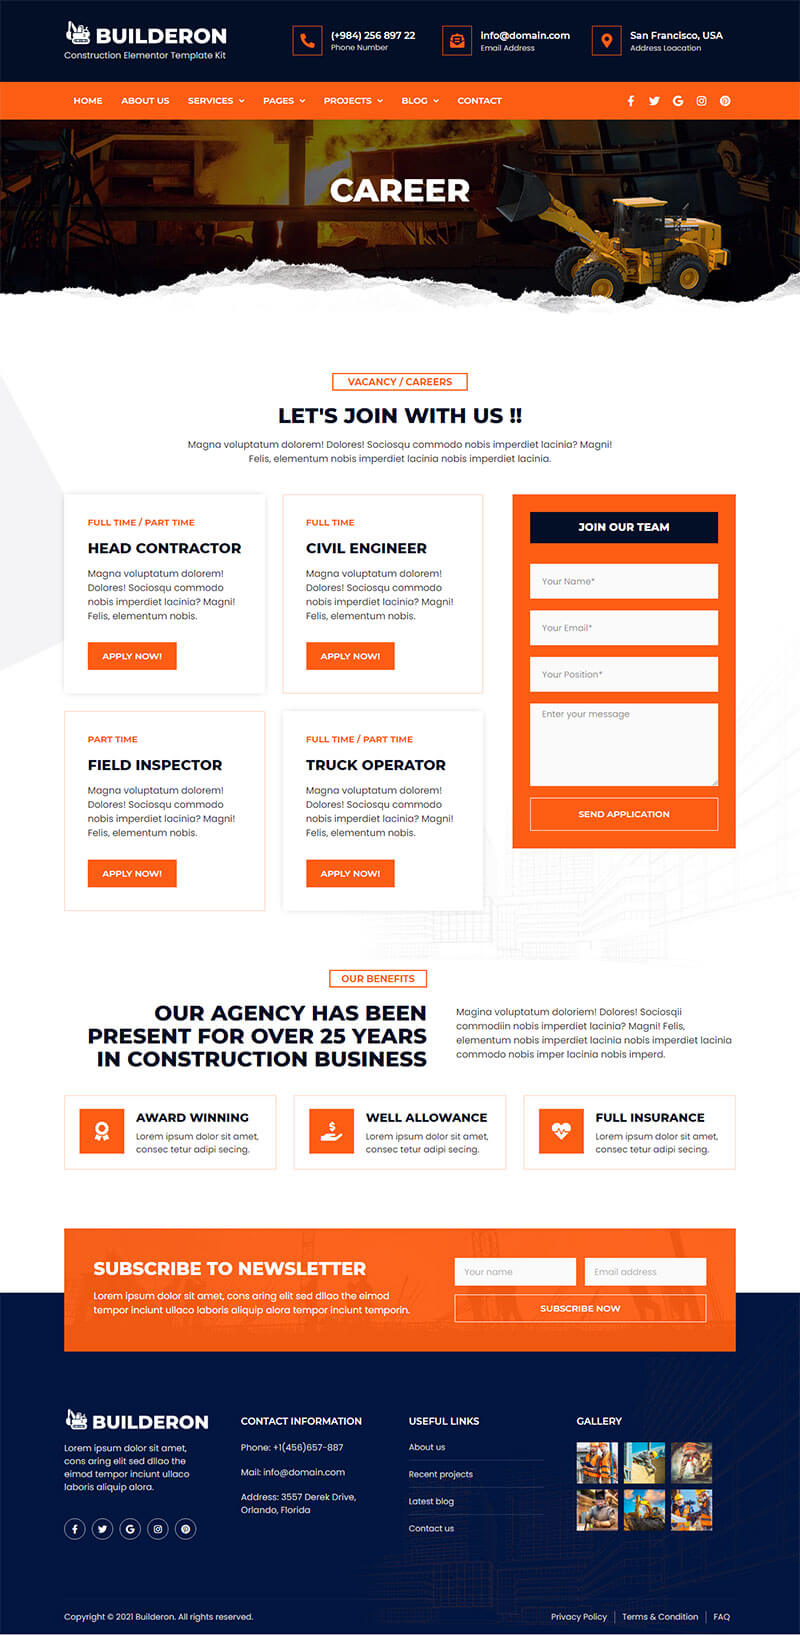 BUILDERON
Construction Elementor Template Kit
(+984) 256 897 22
Phone Number
Info@domain.com
Email Address
San Francisco, USA
Address Loacation
HOME ABOUT US SERVICES PAGES PROJECTS BLOG CONTACT
CAREER
VACANCY / CAREERS
LET'S JOIN WITH US !!
Magna voluptatum dolorem! Dolores! Sociosqu commodo nobis imperdiet lacinia? Magni!
Felis, elementum nobis imperdiet lacinia nobis imperdiet lacinia.
FULL TIME / PART TIME
HEAD CONTRACTOR
Magna voluptatum dolorem!
Dolores! Sociosqu commodo
nobis imperdiet lacinia? Magni!
Felis, elementum nobis.
APPLY NOW!
FULL TIME
CIVIL ENGINEER
Magna voluptatum dolorem!
Dolores! Sociosqu commodo
nobis imperdiet lacinia? Magni!
Felis, elementum nobis.
APPLY NOW!
PART TIME
FIELD INSPECTOR
Magna voluptatum dolorem!
Dolores! Sociosqu commodo
nobis imperdiet lacinia? Magni!
Felis, elementum nobis.
APPLY NOW!
FULL TIME / PART TIME
TRUCK OPERATOR
Magna voluptatum dolorem!
Dolores! Sociosqu commodo
nobis imperdiet lacinia? Magni!
Felis, elementum nobis.
APPLY NOW!
JOIN OUR TEAM
Your Name*
Your Email*
Your Position*
Enter your message
SEND APPLICATION
OUR BENEFITS
OUR AGENCY HAS BEEN
PRESENT FOR OVER 25 YEARS
IN CONSTRUCTION BUSINESS
Magina voluptatum doloriem! Dolores! Sociosqii
commodiin nobis imperdiet lacinia? Magni! Felis,
elementum nobis imperdiet lacinia nobis imperdiet lacinia
commodo nobis imper lacinia nobis imperd.
AWARD WINNING
Lorem ipsum dolor sit amet,
consec tetur adipi secing.
WELL ALLOWANCE
Lorem ipsum dolor sit amet,
consec tetur adipi secing.
FULL INSURANCE
Lorem ipsum dolor sit amet,
consec tetur adipi secing.
SUBSCRIBE TO NEWSLETTER
Lorem ipsum dolor sit amet, cons aring elit sed dllao the enimod
tempor inciunt ullaco laboris aliquip alora tempor inciunt temporin.
Your name
Email address
SUBSCRIBE NOW
BUILDERON
Lorem ipsum dolor sit amet,
cons aring elit sed dllao the
eimod tempor inciunt ullaco
laboris aliquip alora.
CONTACT INFORMATION
Phone: +1(456)657-887
Mail: info@domain.com
Address: 3557 Derek Drive,
Orlando, Florida
USEFUL LINKS
About us
Recent projects
Latest blog
Contact us
GALLERY
Copyright © 2021 Builderon. All rights reserved.
Privacy Policy Terms & Condition FAQ